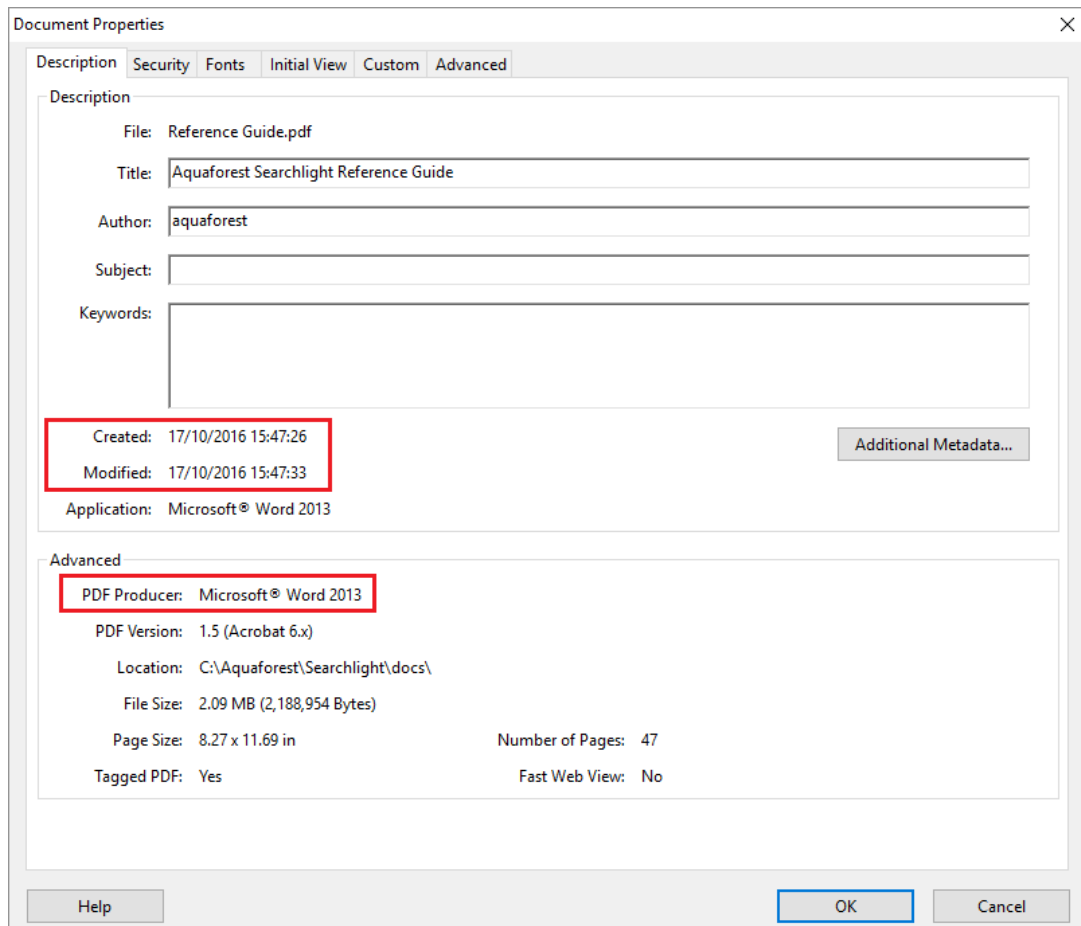 Document Properties
Description Security Fonts Initial View Custom Advanced
Description
File: Reference Guide.pdf
Title: Aquaforest Searchlight Reference Guide
Author: aquaforest
Subject:
Keywords:
Created: 17/10/2016 15:47:26
Additional Metadata...
Modified: 17/10/2016 15:47:33
Application: Microsoft® Word 2013
Advanced
PDF Producer: Microsoft® Word 2013
PDF Version: 1.5 (Acrobat 6.x)
Location: C:\Aquaforest\Searchlight\docs\
File Size: 2.09 MB (2,188,954 Bytes)
Page Size: 8.27 x 11.69 in Number of Pages: 47
Tagged PDF: Yes Fast Web View: No
Help OK Cancel